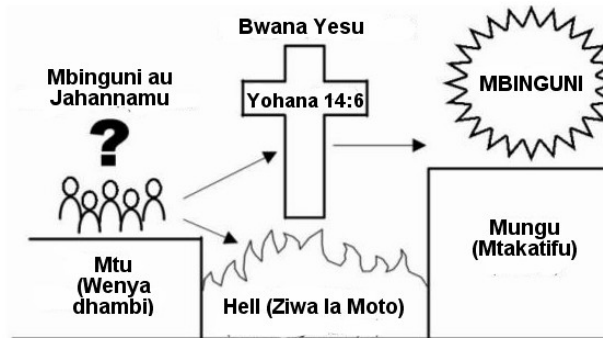 Bwana Yesu
Mbinguni au
Jahannamu
?
Yohana 14:6
MBINGUNI
Mtu
(Wenya
dhambi)
Hell (Ziwa la Moto)
Mungu
(Mtakatifu)